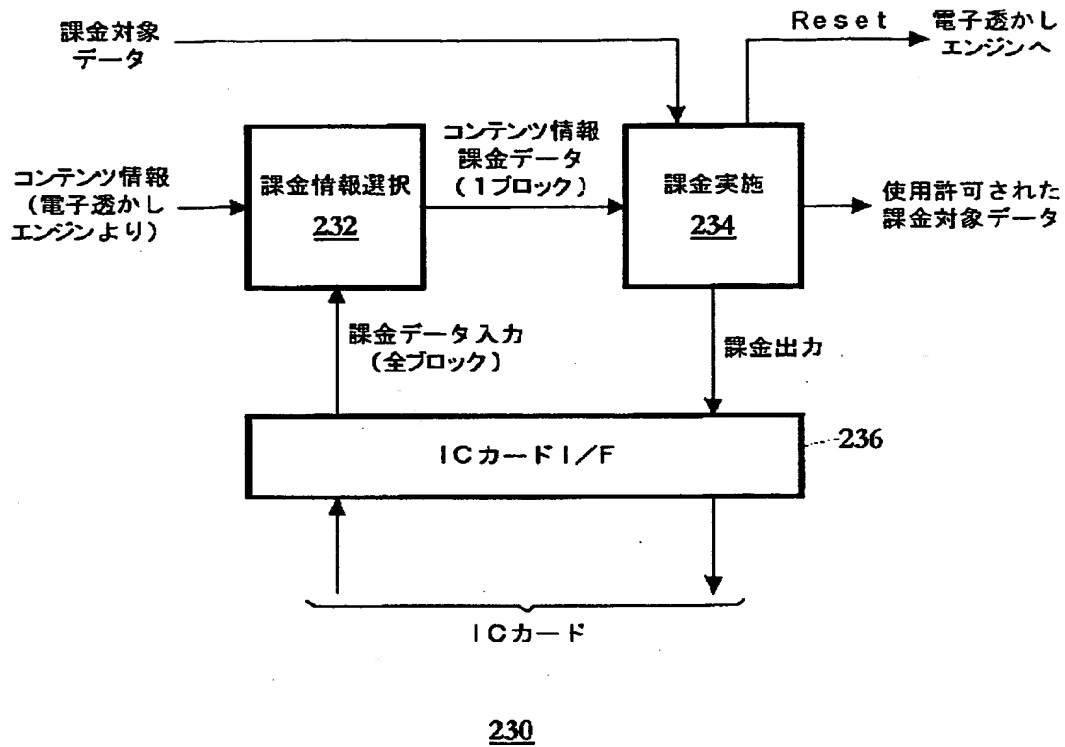 課金対象
データ
Reset
電子透かし
エンジンへ
コンテンツ情報
(電子透かし
エンジンより)
課金情報選択
232
コンテンツ情報
課金データ
(1ブロック)
課金実施
234
使用許可された
課金対象データ
課金データ入力
(全ブロック)
課金出力
ICカードI/F
236
ICカード
230